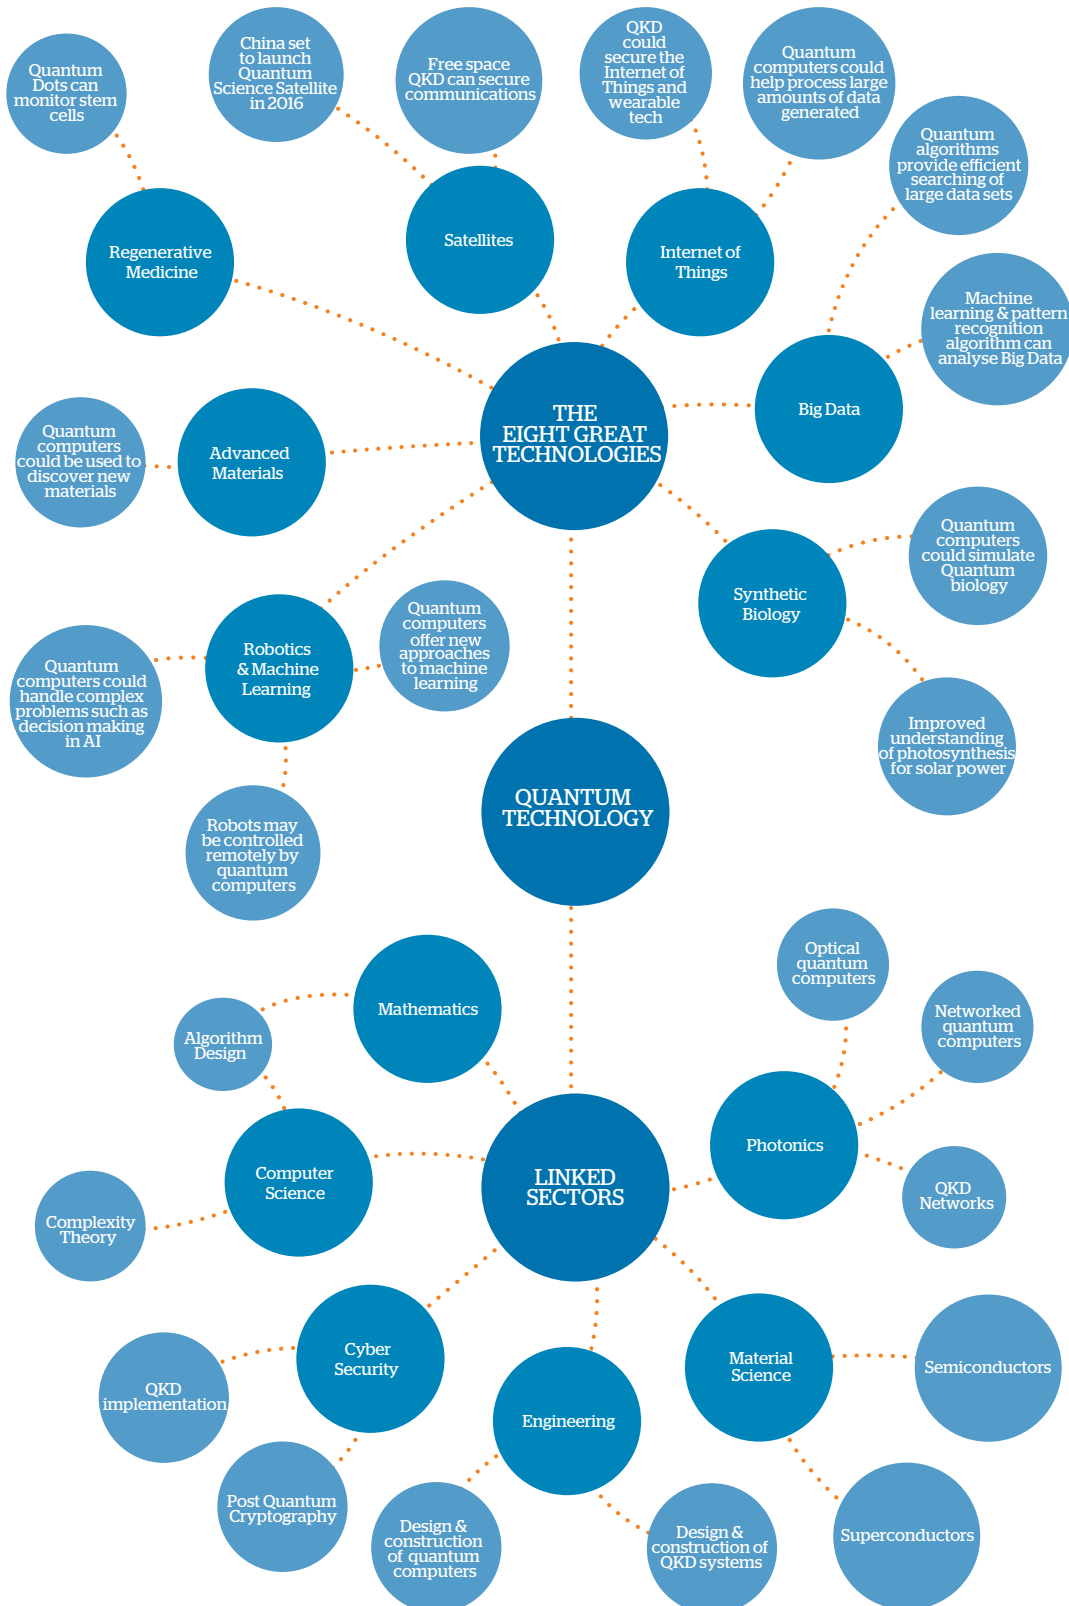 Quantum
Dots can
monitor stem
cells
China set
to launch
Quantum
Science Satellite
in 2016
Free space
QKD can secure
communications
QKD
could
secure the
Internet of
Things and
wearable
tech
Quantum
computers could
help process large
amounts of data
generated
Quantum
algorithms
provide efficient
searching of
large data sets
Regenerative
Medicine
Satellites
Internet of
Things
Machine
learning & pattern
recognition
algorithm can
analyse Big Data
Big Data
THE
EIGHT GREAT
TECHNOLOGIES
Quantum
computers
could be used to
discover new
materials
Advanced
Materials
Quantum
computers
could simulate
Quantum
biology
Synthetic
Biology
Robotics
& Machine
Learning
Quantum
computers
offer new
approaches
to machine
learning
Quantum
computers could
handle complex
problems such as
decision making
in AI
Improved
understanding
of photosynthesis
for solar power
QUANTUM
TECHNOLOGY
Robots may
be controlled
remotely by
quantum
computers
Optical
quantum
computers
Mathematics
Networked
quantum
computers
Algorithm
Design
Photonics
Computer
Science
LINKED
SECTORS
QKD
Networks
Complexity
Theory
Cyber
Security
Material
Science
Semiconductors
QKD
implementation
Engineering
Post Quantum
Cryptography
Design &
construction
of quantum
computers
Design &
construction of
QKD systems
Superconductors